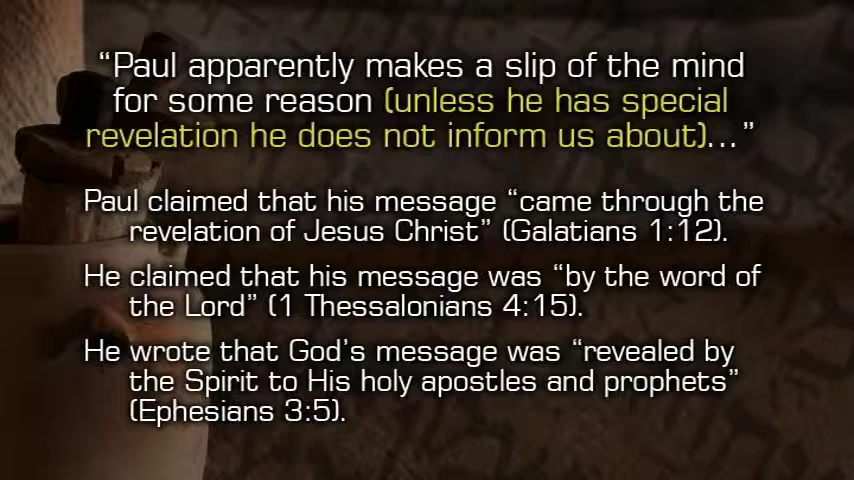 “Paul apparently makes a slip of the mind
for some reason (unless he has special
revelation he does not inform us about)...”
Paul claimed that his message “came through the
revelation of Jesus Christ” (Galatians 1:12).
He claimed that his message was “by the word of
the Lord” (1 Thessalonians 4:15).
He wrote that God’s message was “revealed by
the Spirit to His holy apostles and prophets”
(Ephesians 3:5).